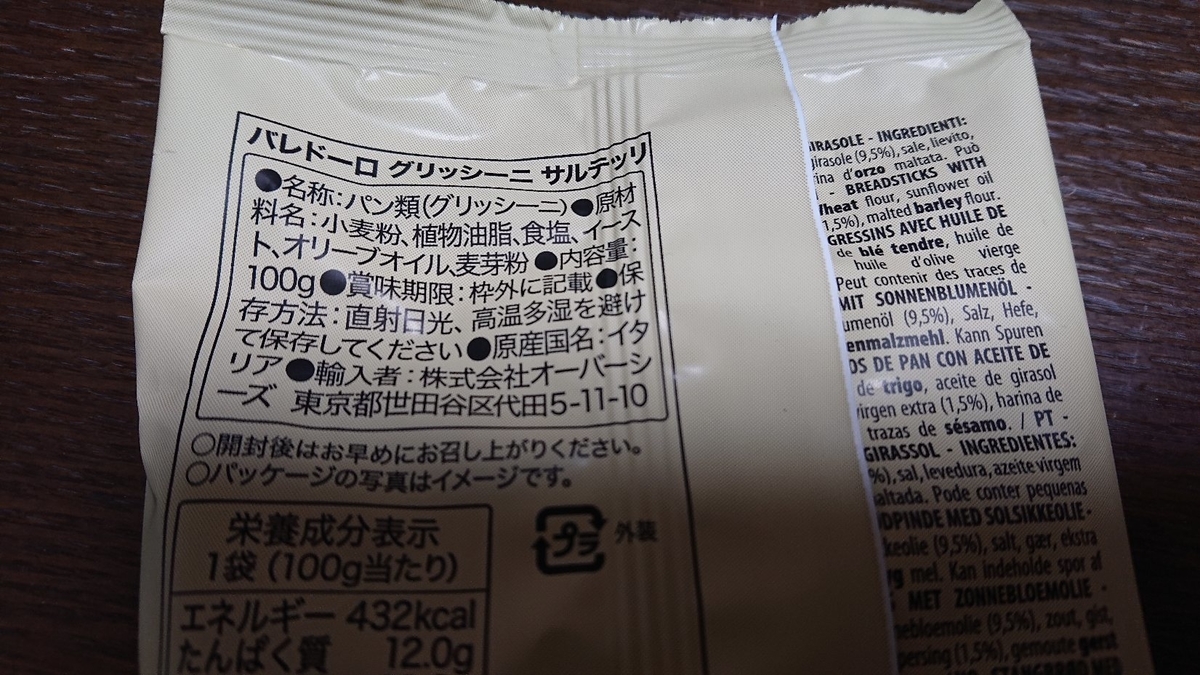 バレドーロ グリッシーニ サルテッリ
●名称:パン類(グリッシーニ)●原材
料名:小麦粉、植物油脂、食塩、イース
ト、オリーブオイル、麦芽粉 ●内容量:
100g●賞味期限:枠外に記載●保
存方法:直射日光、高温多湿を避け
て保存してください●原産国名:イタ
リア●輸入者:株式会社オーバーシ
ーズ 東京都世田谷区代田5-11-10
○開封後はお早めにお召し上がりください。
○パッケージの写真はイメージです。
栄養成分表示
1袋(100g当たり)
エネルギー 432kcal
たんぱく質 12.0g
プラ 外装
IRASOLE - INGREDIENTI:
girasole (9,5%), sale, lievito,
rina d'orzo maltata. Può
- BREADSTICKS WITH
Wheat flour, sunflower oil
1,5%), malted barley flour.
GRESSINS AVEC HUILE DE
de blé tendre, huile de
huile d'olive vierge
Peut contenir des traces de
MIT SONNENBLUMENÖL -
umenöl (9,5%), Salz, Hefe,
enmalzmehl. Kann Spuren
OS DE PAN CON ACEITE DE
de trigo, aceite de girasol
virgen extra (1,5%), harina de
trazas de sésamo. / PT -
GIRASSOL - INGREDIENTES:
%), sal, levedura, azeite virgem
altada. Pode conter pequenas
DPINDE MED SOLSIKKEOLIE -
keolie (9,5%), salt, gær, ekstra
g mel. Kan indeholde spor af
MET ZONNEBLOEMOLIE -
nebloemolie (9,5%), zout, gist,
persing (1,5%), gemoute gerst
STANGBRØD MED